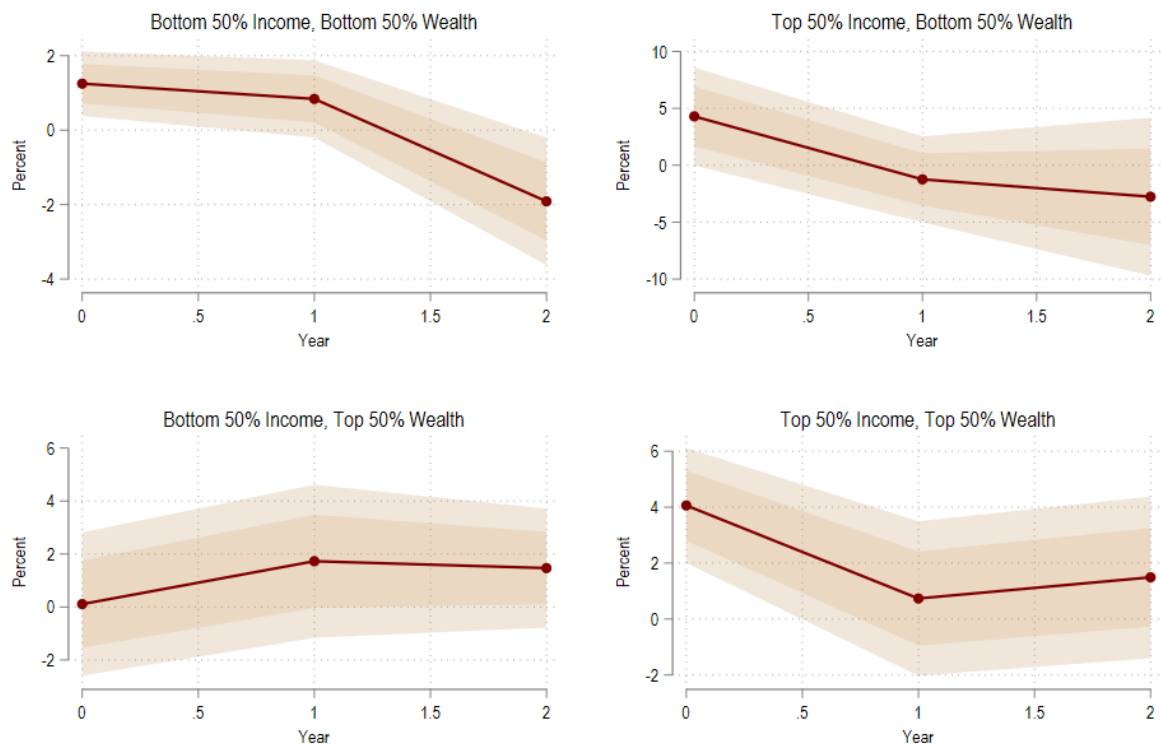 Bottom 50% Income, Bottom 50% Wealth
2
0
-2
-4
Percent
0 .5 1 1.5 2
Year
Top 50% Income, Bottom 50% Wealth
10
5
0
-5
-10
Percent
0 .5 1 1.5 2
Year
Bottom 50% Income, Top 50% Wealth
6
4
2
0
-2
Percent
0 .5 1 1.5 2
Year
Top 50% Income, Top 50% Wealth
6
4
2
0
-2
Percent
0 .5 1 1.5 2
Year